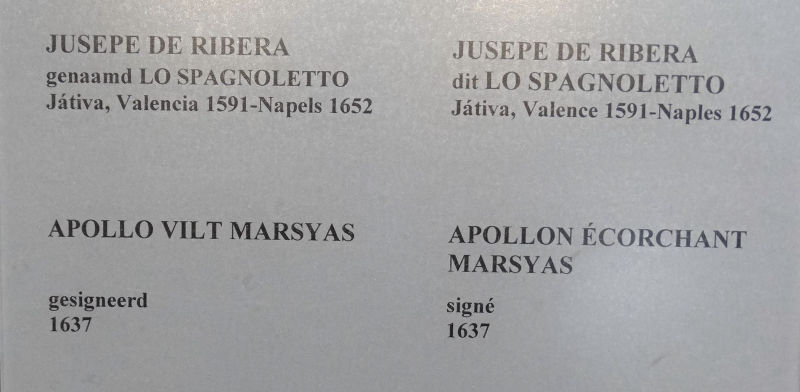 JUSEPE DE RIBERA
genaamd LO SPAGNOLETTO
Játiva, Valencia 1591-Napels 1652
APOLLO VILT MARSYAS
gesigneerd
1637
JUSEPE DE RIBERA
dit LO SPAGNOLETTO
Játiva, Valence 1591-Naples 1652
APOLLON ÉCORCHANT
MARSYAS
signé
1637